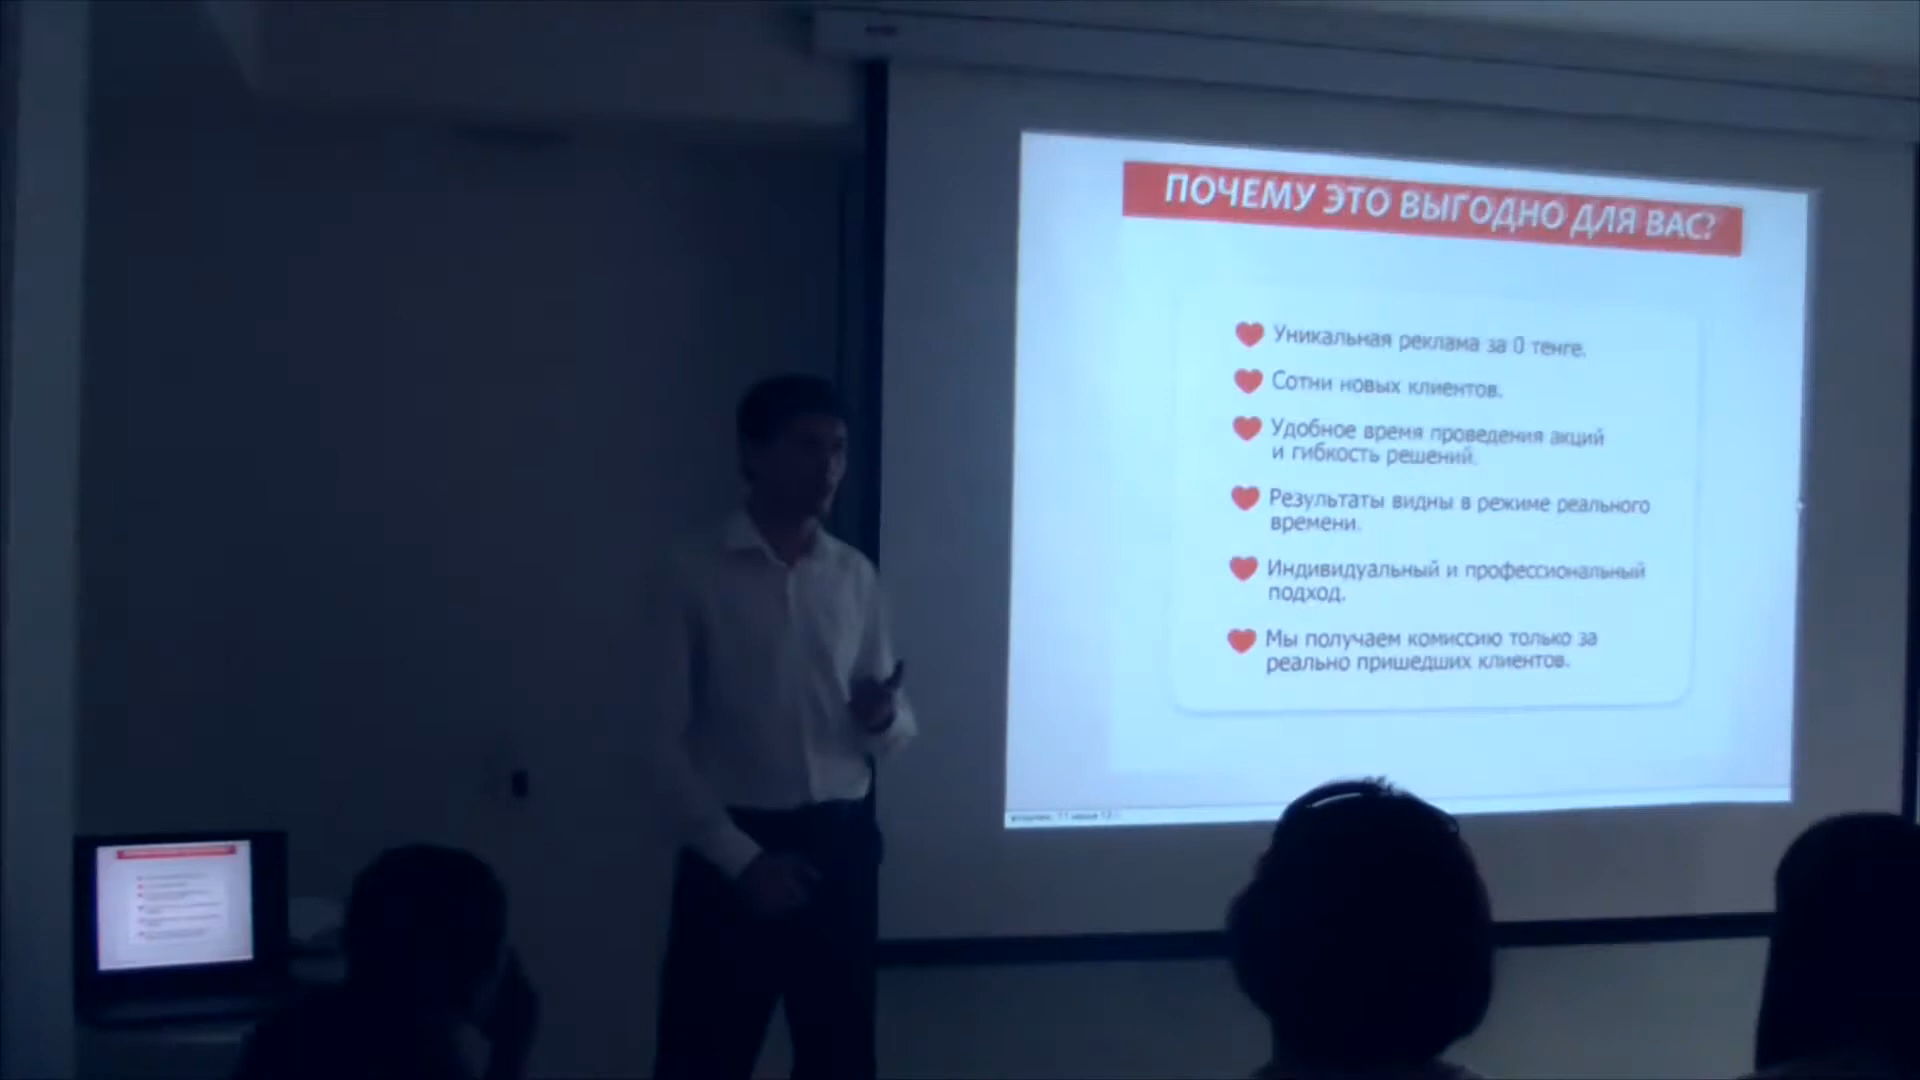 ПОЧЕМУ ЭТО ВЫГОДНО ДЛЯ ВАС?
Уникальная реклама за 0 тенге.
Сотни новых клиентов.
Удобное время проведения акций
и гибкость решений.
Результаты видны в режиме реального
времени.
Индивидуальный и профессиональный
подход.
Мы получаем комиссию только за
реально пришедших клиентов.